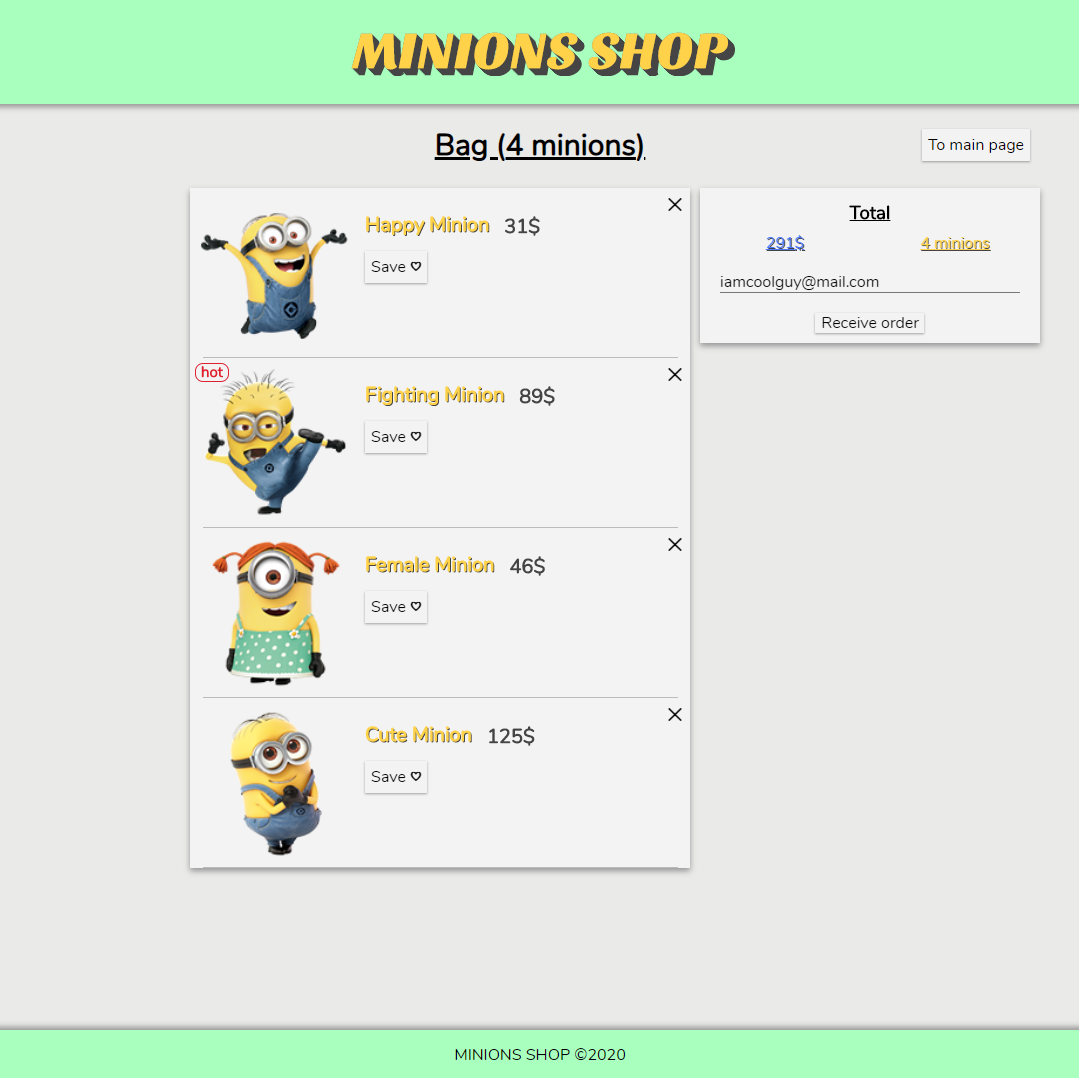 MINIONS SHOP
Bag (4 minions)
To main page
Happy Minion 31$
Save
hot
Fighting Minion 89$
Save
Female Minion 46$
Save
Cute Minion 125$
Save
Total
291$ 4 minions
iamcoolguy@mail.com
Receive order
MINIONS SHOP ©2020